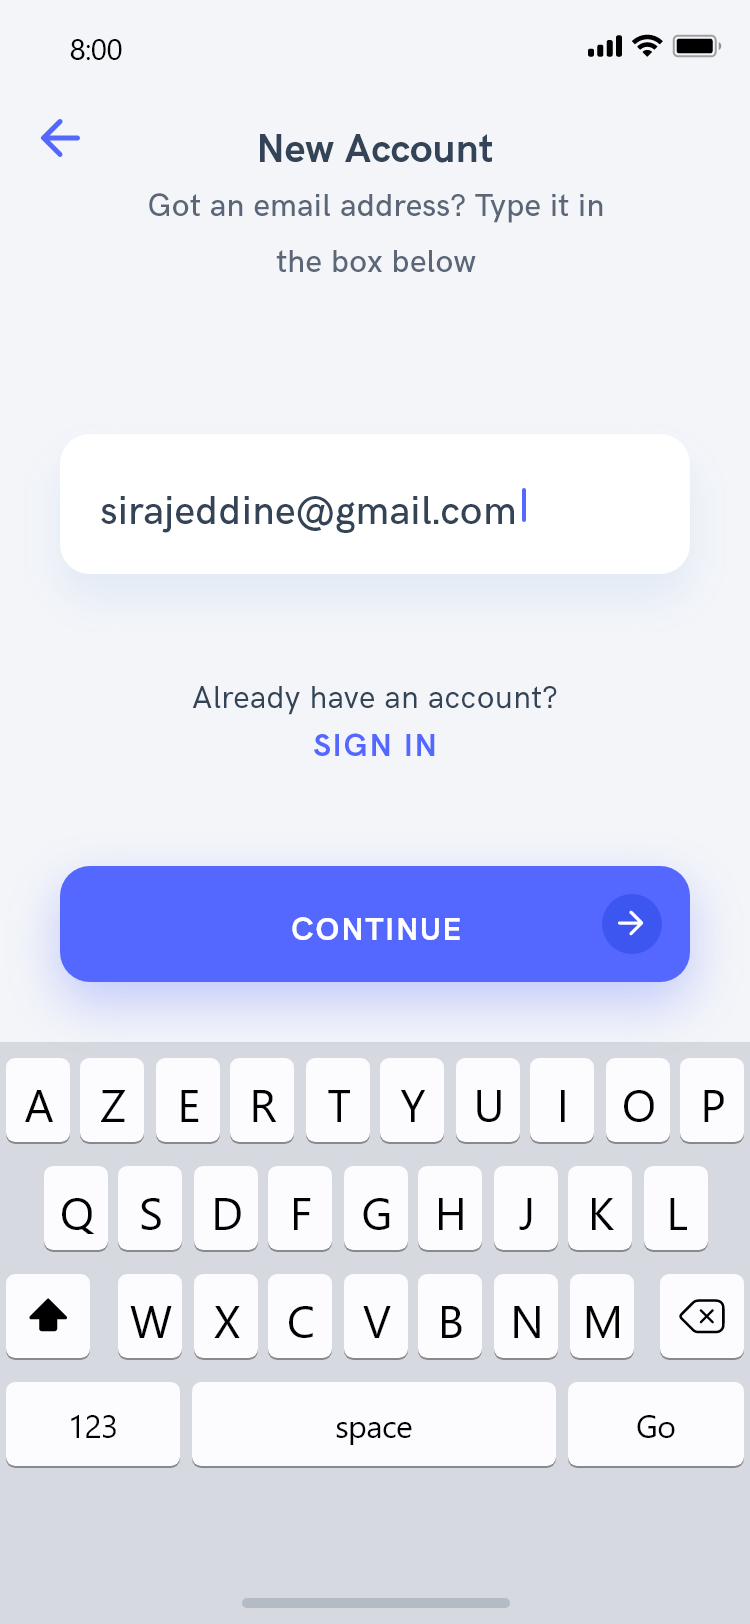 8:00
New Account
Got an email address? Type it in
the box below
sirajeddine@gmail.com
Already have an account?
SIGN IN
CONTINUE
A Z E R T Y U I O P
Q S D F G H J K L
W X C V B N M
123 space Go